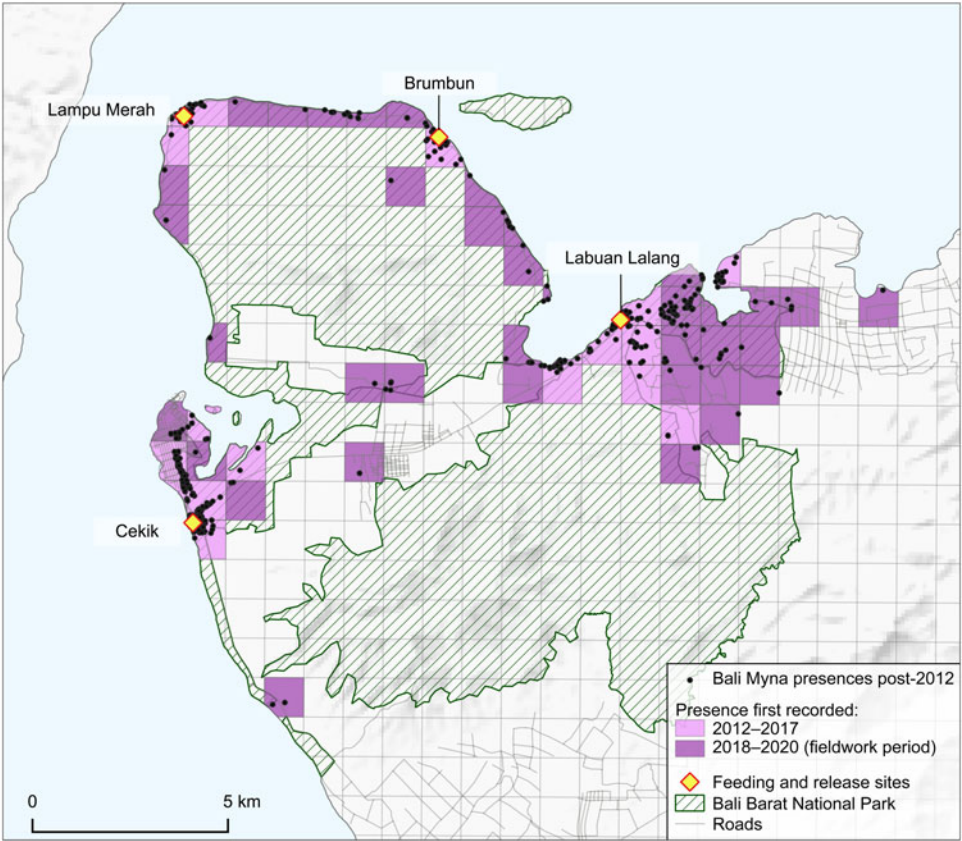 Brumbun
Lampu Merah
Labuan Lalang
Cekik
Bali Myna presences post-2012
Presence first recorded:
2012–2017
2018–2020 (fieldwork period)
Feeding and release sites
Bali Barat National Park
Roads
0 5 km